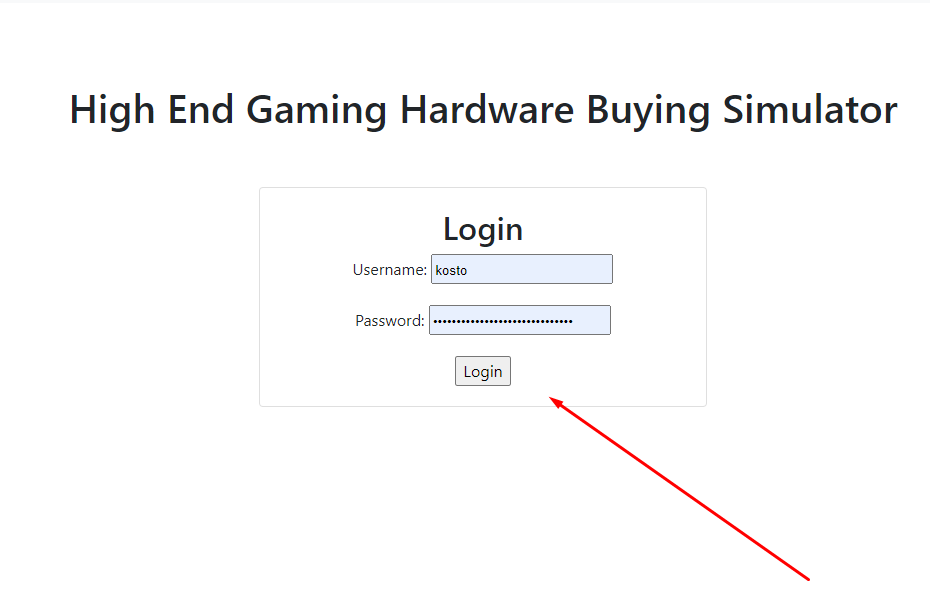 High End Gaming Hardware Buying Simulator
Login
Username: kosto
Password: •••••••••••••••••••••••••••••••
Login